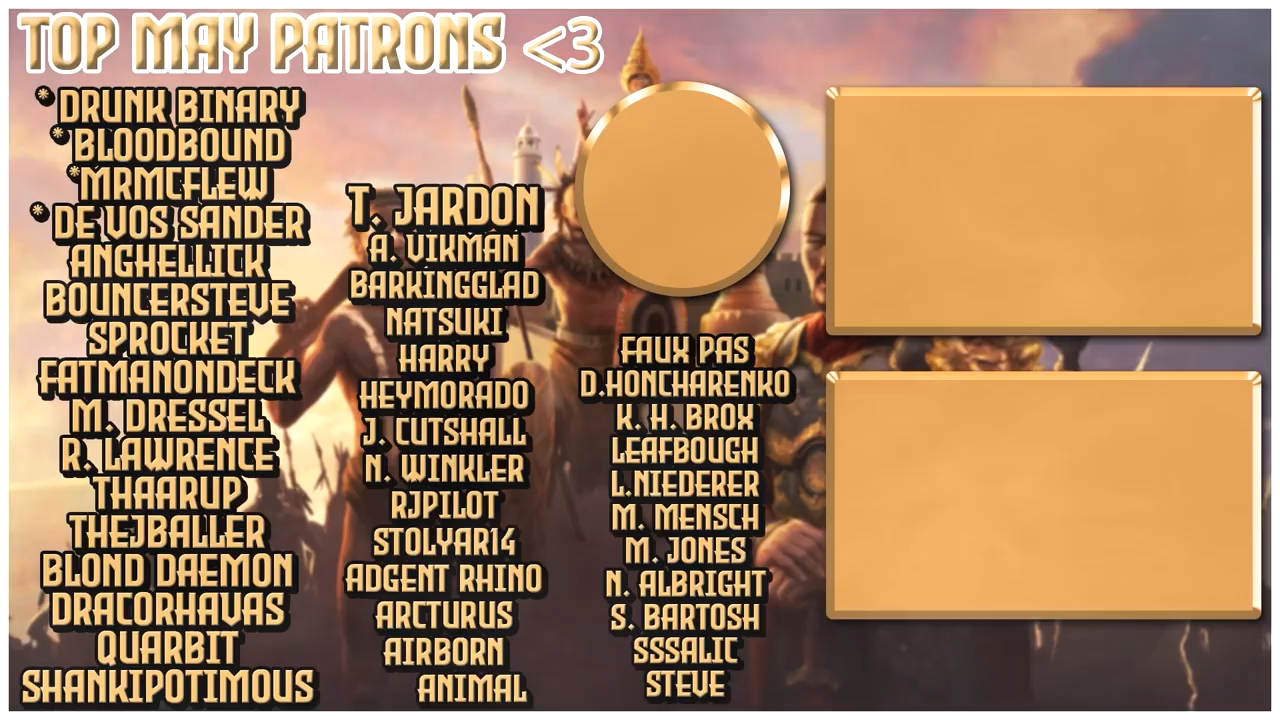 TOP MAY PATRONS <3
*DRUNK BINARY
*BLOODBOUND
*MRMCFLEW
*DE VOS SANDER
ANGHELLICK
BOUNCERSTEVE
SPROCKET
FATMANONDECK
M. DRESSEL
R. LAWRENCE
THAARUP
THEJBALLER
BLOND DAEMON
DRACORHAVAS
QUARBIT
SHANKIPOTIMOUS
T. JARDON
A. VIKMAN
BARKINGGLAD
NATSUKI
HARRY
HEYMORADO
J. CUTSHALL
N. WINKLER
RJPILOT
STOLYAR14
ADGENT RHINO
ARCTURUS
AIRBORN
ANIMAL
FAUX PAS
D.HONCHARENKO
K. H. BROX
LEAFBOUGH
L.NIEDERER
M. MENSCH
M. JONES
N. ALBRIGHT
S. BARTOSH
SSSALIC
STEVE